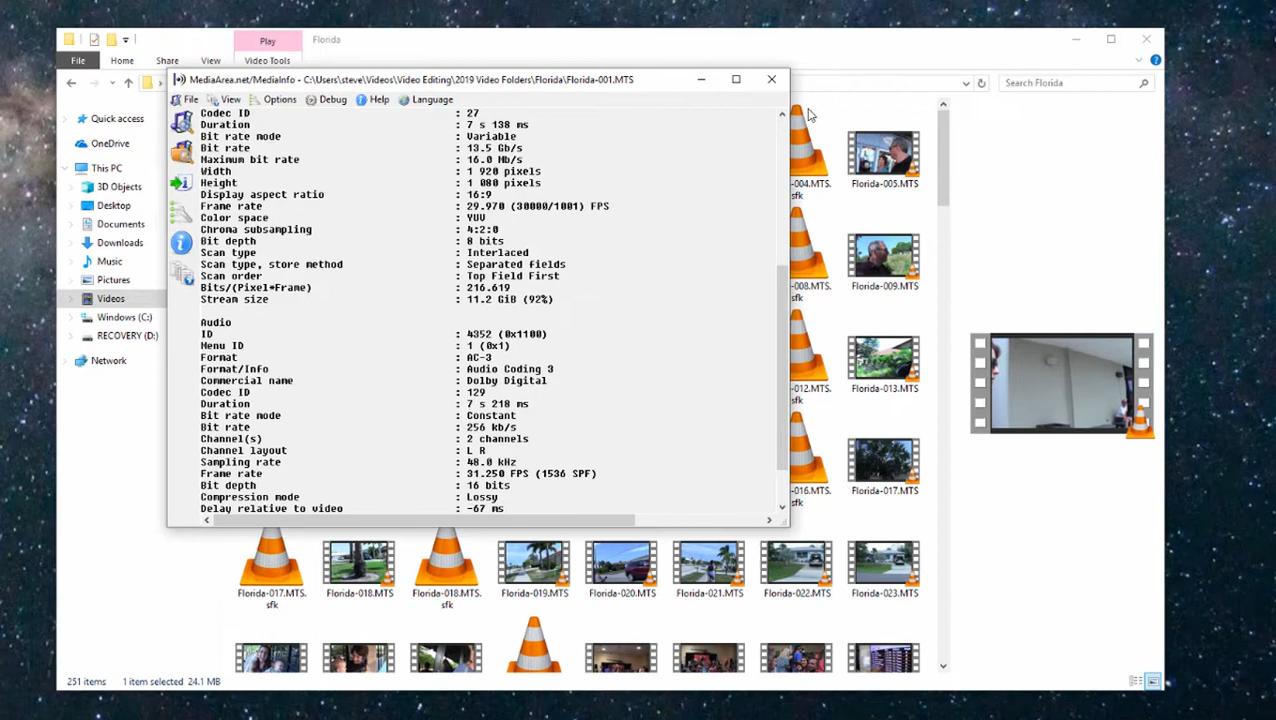 Play
Florida
File
Home
Share
View
Video Tools
Search Florida
MediaArea.net/MediaInfo - C:\Users\steve\Videos\Video Editing\2019 Video Folders\Florida\Florida-001.MTS
File
View
Options
Debug
Help
Language
Codec ID : 27
Duration : 7 s 138 ms
Bit rate mode : Variable
Bit rate : 13.5 Gb/s
Maximum bit rate : 16.0 Mb/s
Width : 1 920 pixels
Height : 1 080 pixels
Display aspect ratio : 16:9
Frame rate : 29.970 (30000/1001) FPS
Color space : YUV
Chroma subsampling : 4:2:0
Bit depth : 8 bits
Scan type : Interlaced
Scan type, store method : Separated fields
Scan order : Top Field First
Bits/(Pixel*Frame) : 216.619
Stream size : 11.2 GiB (92%)
Audio
ID : 4352 (0x1100)
Menu ID : 1 (0x1)
Format : AC-3
Format/Info : Audio Coding 3
Commercial name : Dolby Digital
Codec ID : 129
Duration : 7 s 218 ms
Bit rate mode : Constant
Bit rate : 256 kb/s
Channel(s) : 2 channels
Channel layout : L R
Sampling rate : 48.0 kHz
Frame rate : 31.250 FPS (1536 SPF)
Bit depth : 16 bits
Compression mode : Lossy
Delay relative to video : -67 ms
Quick access
OneDrive
This PC
3D Objects
Desktop
Documents
Downloads
Music
Pictures
Videos
Windows (C:)
RECOVERY (D:)
Network
-004.MTS.
sfk
Florida-005.MTS
-008.MTS.
sfk
Florida-009.MTS
-012.MTS.
sfk
Florida-013.MTS
-016.MTS.
sfk
Florida-017.MTS
Florida-017.MTS.
sfk
Florida-018.MTS
Florida-018.MTS.
sfk
Florida-019.MTS
Florida-020.MTS
Florida-021.MTS
Florida-022.MTS
Florida-023.MTS
251 items
1 item selected 24.1 MB